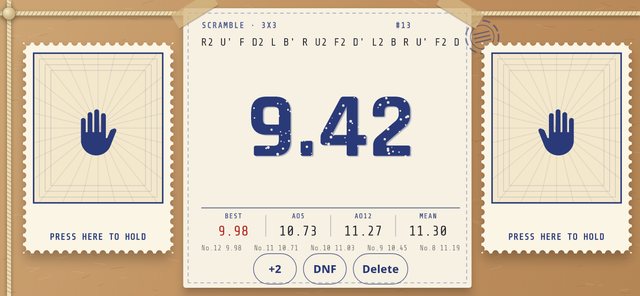 SCRAMBLE · 3X3 #13
R2 U' F D2 L B' R U2 F2 D' L2 B R U' F2 D
9.42
BEST AO5 AO12 MEAN
9.98 10.73 11.27 11.30
No.12 9.98 No.11 10.71 No.10 11.03 No.9 10.45 No.8 11.19
+2 DNF Delete
PRESS HERE TO HOLD
PRESS HERE TO HOLD